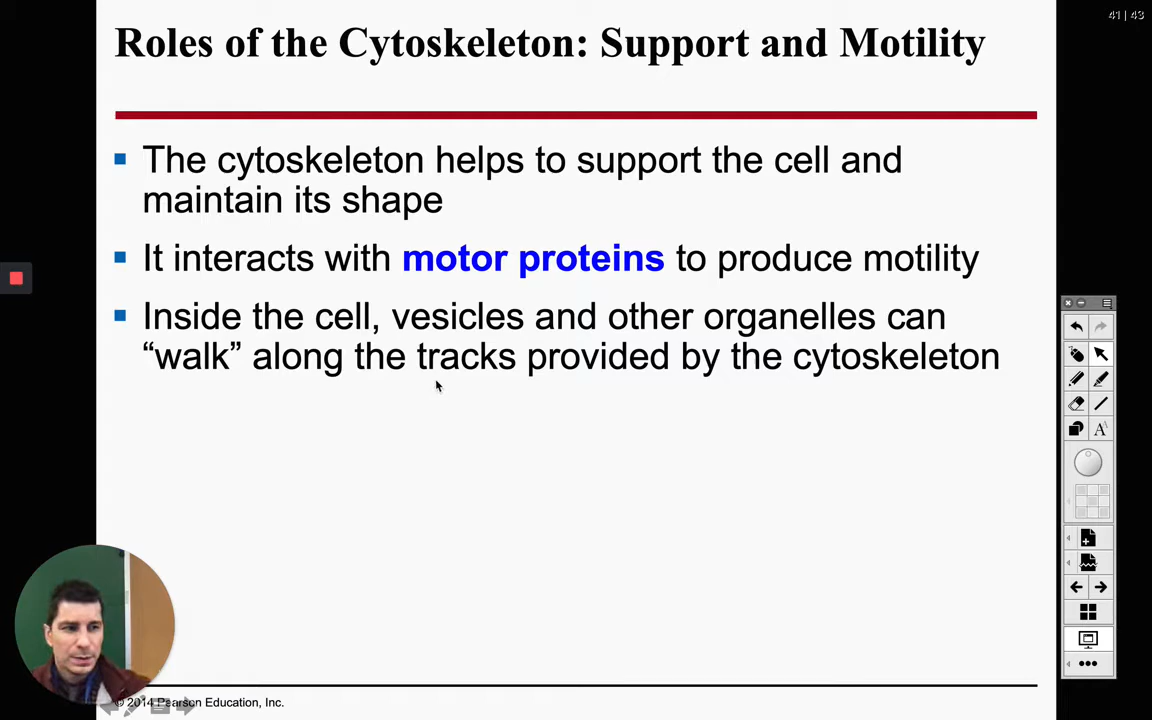 41 | 43
Roles of the Cytoskeleton: Support and Motility
The cytoskeleton helps to support the cell and
maintain its shape
It interacts with motor proteins to produce motility
Inside the cell, vesicles and other organelles can
“walk” along the tracks provided by the cytoskeleton
A
© 2014 Pearson Education, Inc.